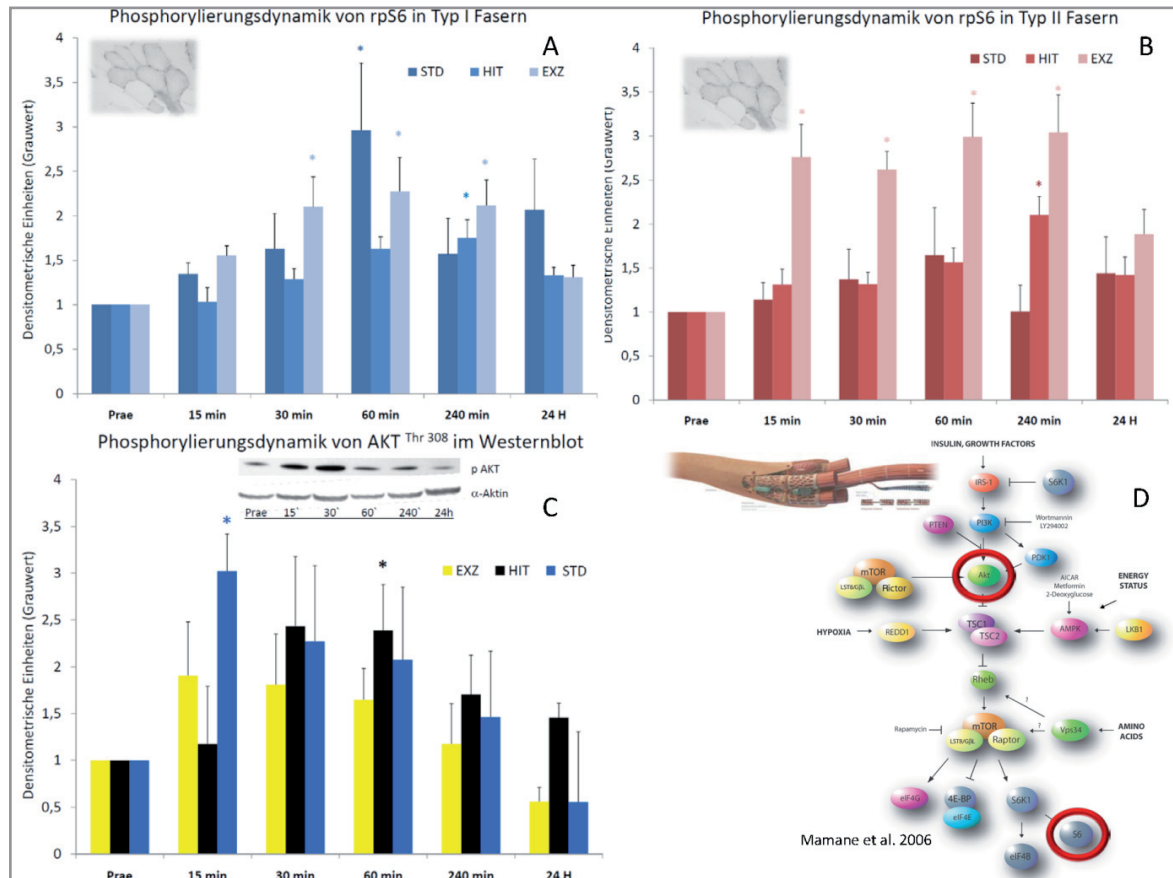 Phosphorylierungsdynamik von rpS6 in Typ I Fasern
A
* 
STD HIT EXZ
Densitometrische Einheiten (Grauwert)
4
3,5
3
2,5
2
1,5
1
0,5
0
* * * *
Prae 15 min 30 min 60 min 240 min 24 H
Phosphorylierungsdynamik von rpS6 in Typ II Fasern
B
STD HIT EXZ
Densitometrische Einheiten (Grauwert)
4
3,5
3
2,5
2
1,5
1
0,5
0
* * * * *
Prae 15 min 30 min 60 min 240 min 24 H
Phosphorylierungsdynamik von AKT Thr 308 im Westernblot
p AKT
α-Aktin
Prae 15` 30` 60` 240` 24h
C
EXZ HIT STD
Densitometrische Einheiten (Grauwert)
4
3,5
3
2,5
2
1,5
1
0,5
0
* *
Prae 15 min 30 min 60 min 240 min 24 H
D
INSULIN, GROWTH FACTORS
IRS-1 S6K1
PTEN PI3K Wortmannin
LY294002
PDK1
Akt
mTOR
LST8/GβL Rictor
AICAR
Metformin
2-Deoxyglucose
ENERGY
STATUS
TSC1
TSC2
HYPOXIA REDD1 AMPK LKB1
Rheb
?
Rapamycin mTOR
LST8/GβL Raptor
? Vps34 AMINO
ACIDS
eIF4G 4E-BP
eIF4E
S6K1
S6
eIF4B
Mamane et al. 2006